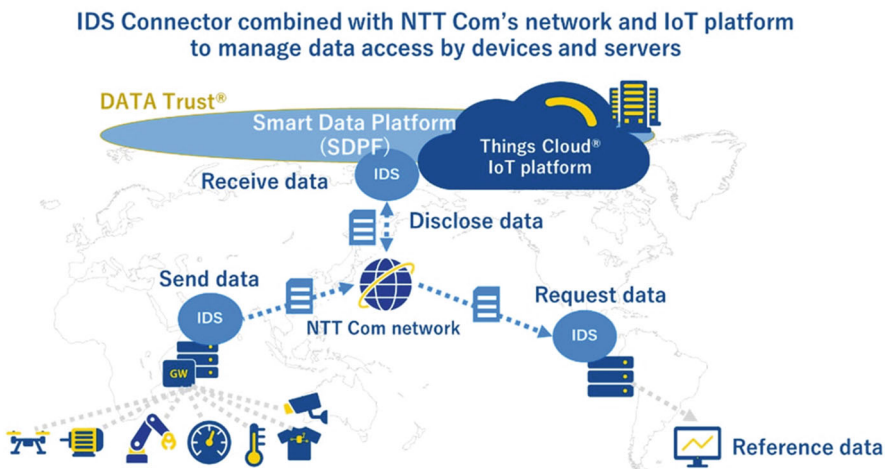 IDS Connector combined with NTT Com's network and IoT platform
to manage data access by devices and servers
DATA Trust®
Smart Data Platform
(SDPF)
Things Cloud®
IoT platform
Receive data
IDS
Disclose data
Send data
IDS
NTT Com network
Request data
IDS
GW
Reference data